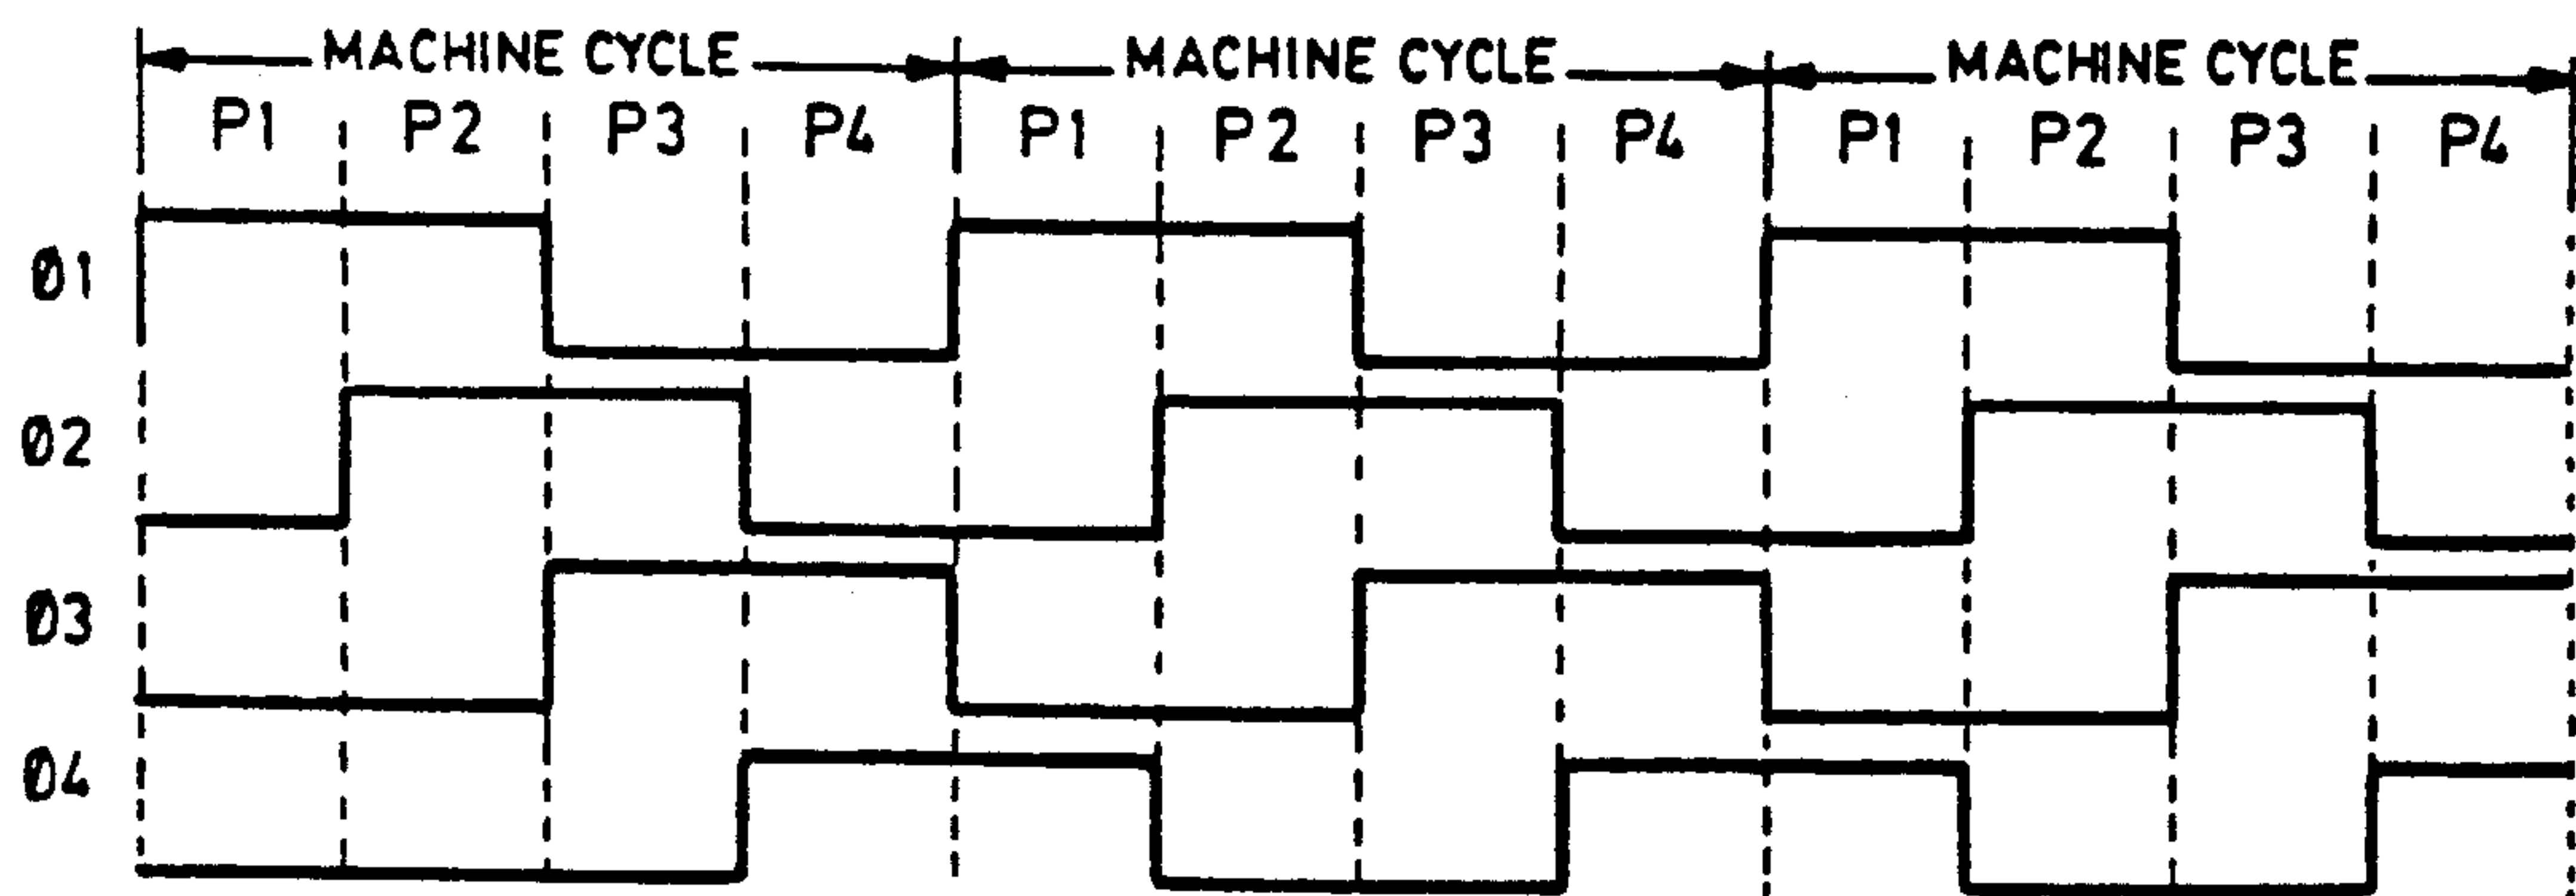 MACHINE CYCLE MACHINE CYCLE MACHINE CYCLE
P1 P2 P3 P4 P1 P2 P3 P4 P1 P2 P3 P4
Ø1
Ø2
Ø3
Ø4